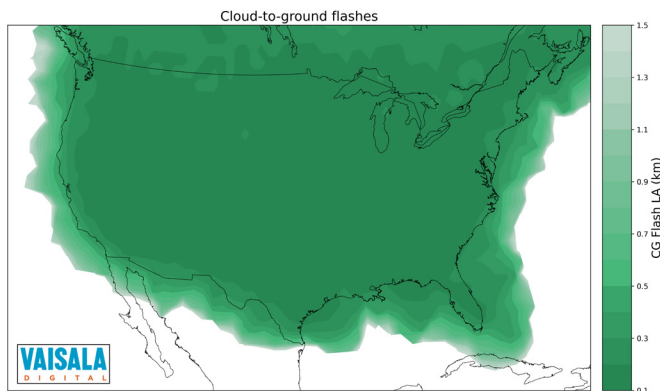 Cloud-to-ground flashes
1.5
1.3
1.1
0.9
0.7
0.5
0.3
0.1
CG Flash LA (km)
VAISALA
DIGITAL